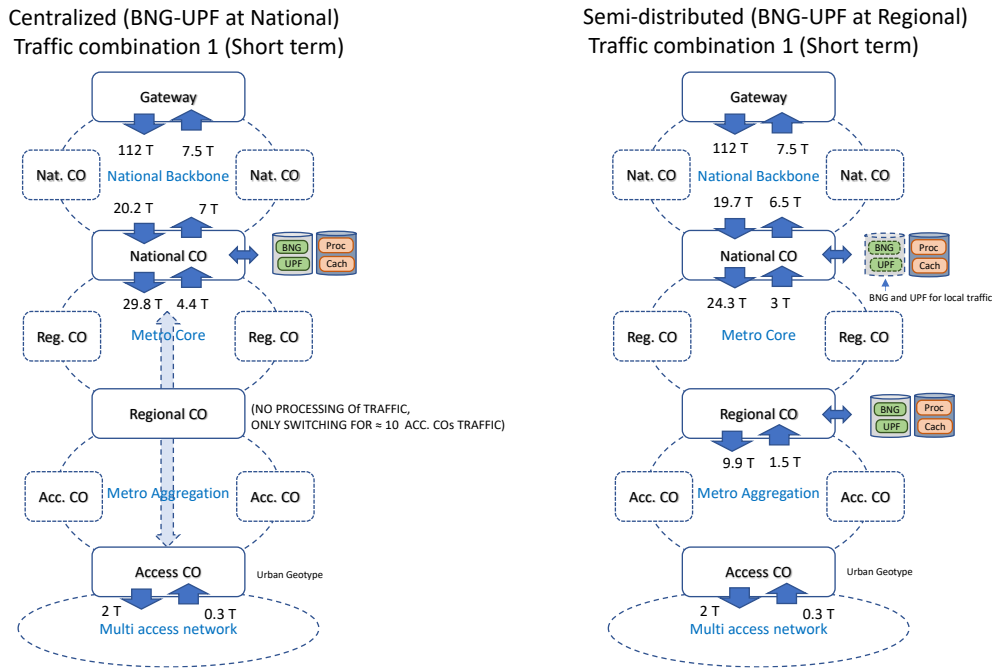 Centralized (BNG-UPF at National)
Traffic combination 1 (Short term)
Gateway
112 T
7.5 T
Nat. CO
National Backbone
Nat. CO
20.2 T
7 T
National CO
BNG
UPF
Proc
Cach
29.8 T
4.4 T
Reg. CO
Metro Core
Reg. CO
Regional CO
(NO PROCESSING Of TRAFFIC,
ONLY SWITCHING FOR ≈ 10 ACC. COs TRAFFIC)
Acc. CO
Metro Aggregation
Acc. CO
Access CO
Urban Geotype
2 T
0.3 T
Multi access network
Semi-distributed (BNG-UPF at Regional)
Traffic combination 1 (Short term)
Gateway
112 T
7.5 T
Nat. CO
National Backbone
Nat. CO
19.7 T
6.5 T
National CO
BNG
UPF
Proc
Cach
BNG and UPF for local traffic
24.3 T
3 T
Reg. CO
Metro Core
Reg. CO
Regional CO
BNG
UPF
Proc
Cach
9.9 T
1.5 T
Acc. CO
Metro Aggregation
Acc. CO
Access CO
Urban Geotype
2 T
0.3 T
Multi access network